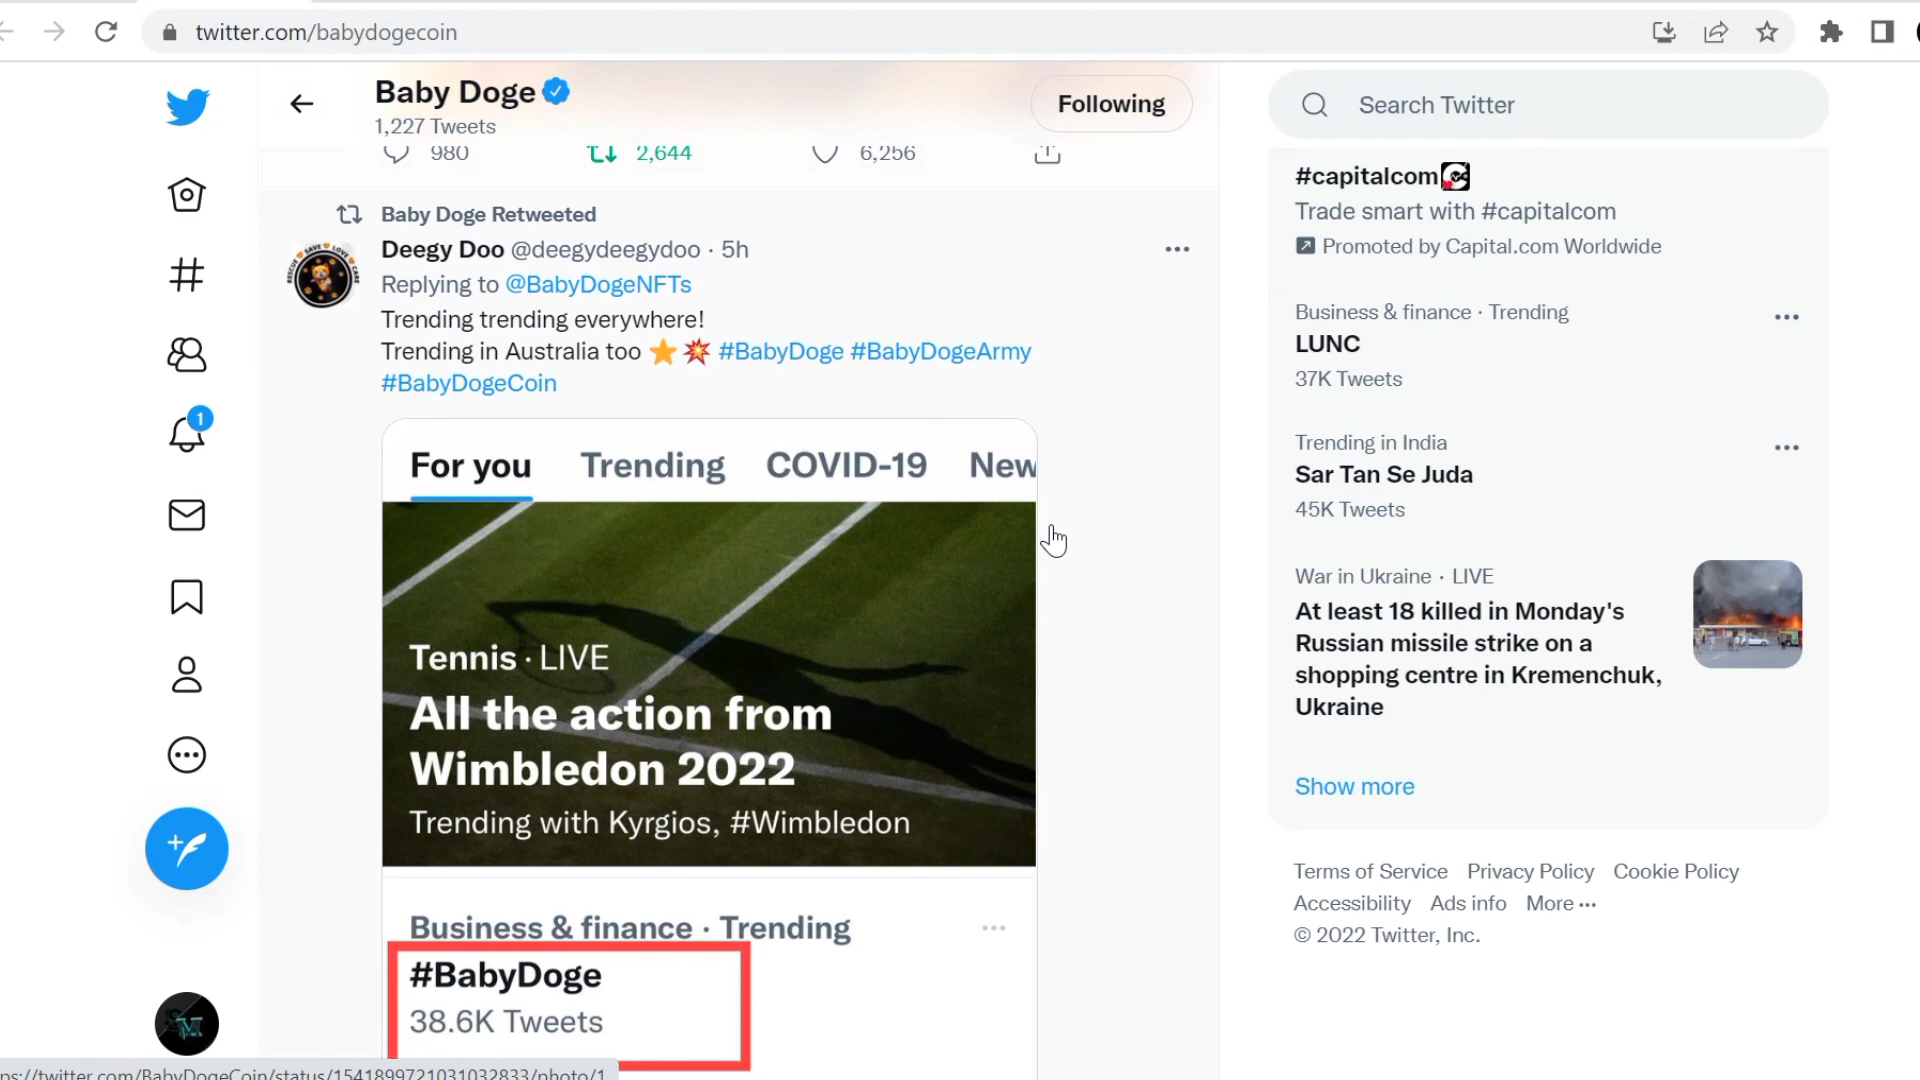 twitter.com/babydogecoin
Baby Doge
1,227 Tweets
Following
Search Twitter
980 2,644 6,256
Baby Doge Retweeted
Deegy Doo @deegydeegydoo · 5h
Replying to @BabyDogeNFTs
Trending trending everywhere!
Trending in Australia too ⭐💥 #BabyDoge #BabyDogeArmy
#BabyDogeCoin
For you Trending COVID-19 New
Tennis · LIVE
All the action from
Wimbledon 2022
Trending with Kyrgios, #Wimbledon
Business & finance · Trending
#BabyDoge
38.6K Tweets
1
#capitalcom
Trade smart with #capitalcom
Promoted by Capital.com Worldwide
Business & finance · Trending
LUNC
37K Tweets
Trending in India
Sar Tan Se Juda
45K Tweets
War in Ukraine · LIVE
At least 18 killed in Monday's
Russian missile strike on a
shopping centre in Kremenchuk,
Ukraine
Show more
Terms of Service Privacy Policy Cookie Policy
Accessibility Ads info More ···
© 2022 Twitter, Inc.
ps://twitter.com/BabyDogeCoin/status/1541899721031032833/photo/1